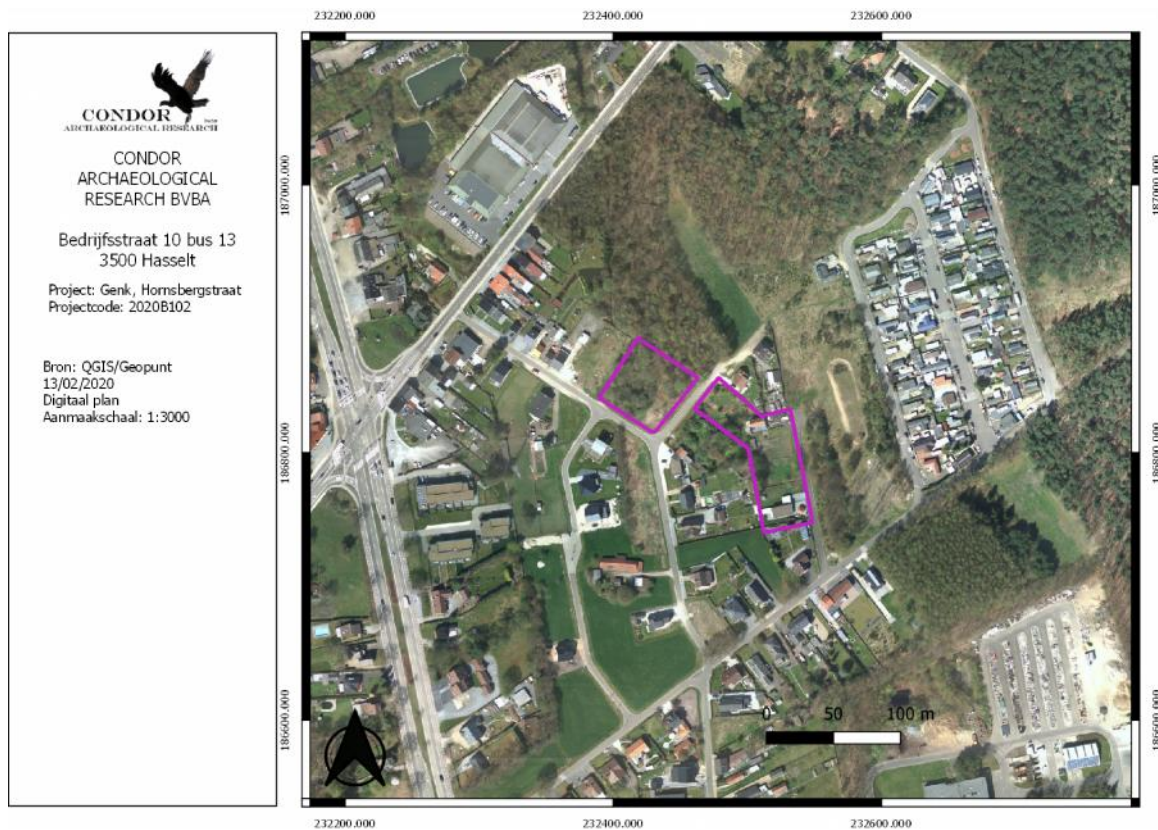 CONDOR
ARCHAEOLOGICAL RESEARCH
CONDOR
ARCHAEOLOGICAL
RESEARCH BVBA
Bedrijfsstraat 10 bus 13
3500 Hasselt
Project: Genk, Hornsbergstraat
Projectcode: 2020B102
Bron: QGIS/Geopunt
13/02/2020
Digitaal plan
Aanmaakschaal: 1:3000
232200.000 232400.000 232600.000
187000.000 187000.000
186800.000 186800.000
186600.000 186600.000
0 50 100 m
232200.000 232400.000 232600.000